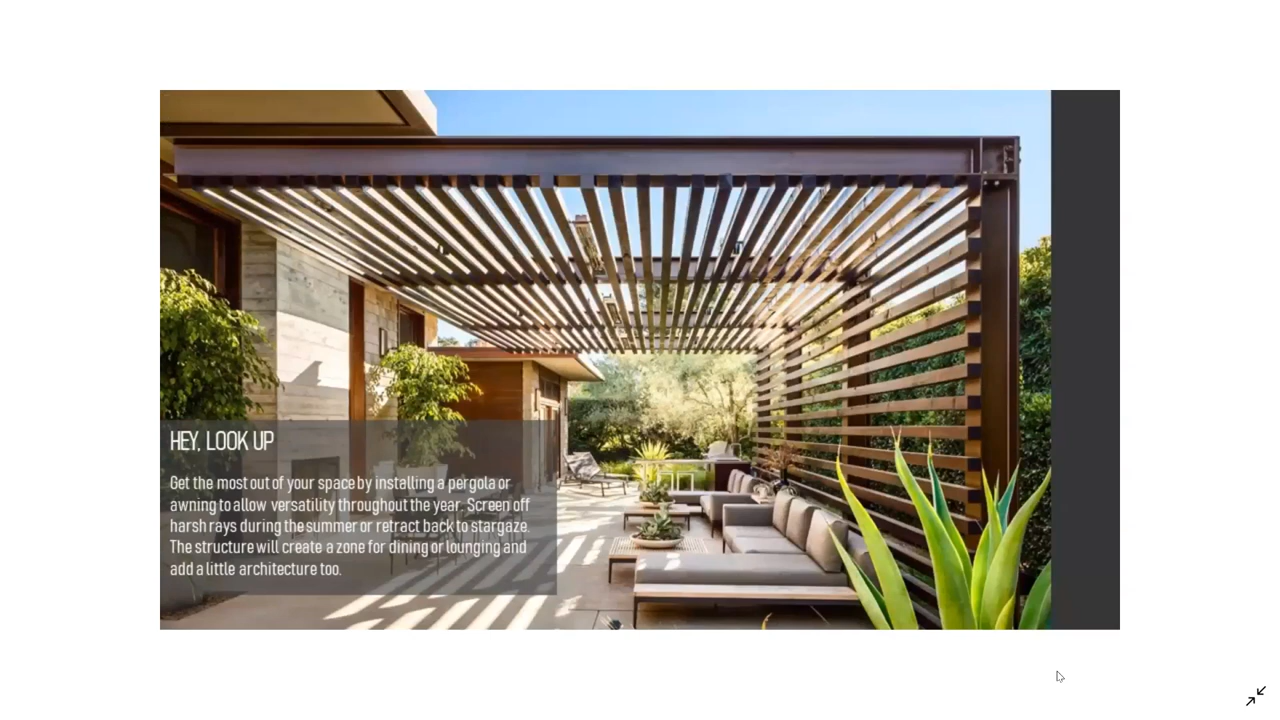 HEY, LOOK UP
Get the most out of your space by installing a pergola or
awning to allow versatility throughout the year. Screen off
harsh rays during the summer or retract back to stargaze.
The structure will create a zone for dining or lounging and
add a little architecture too.